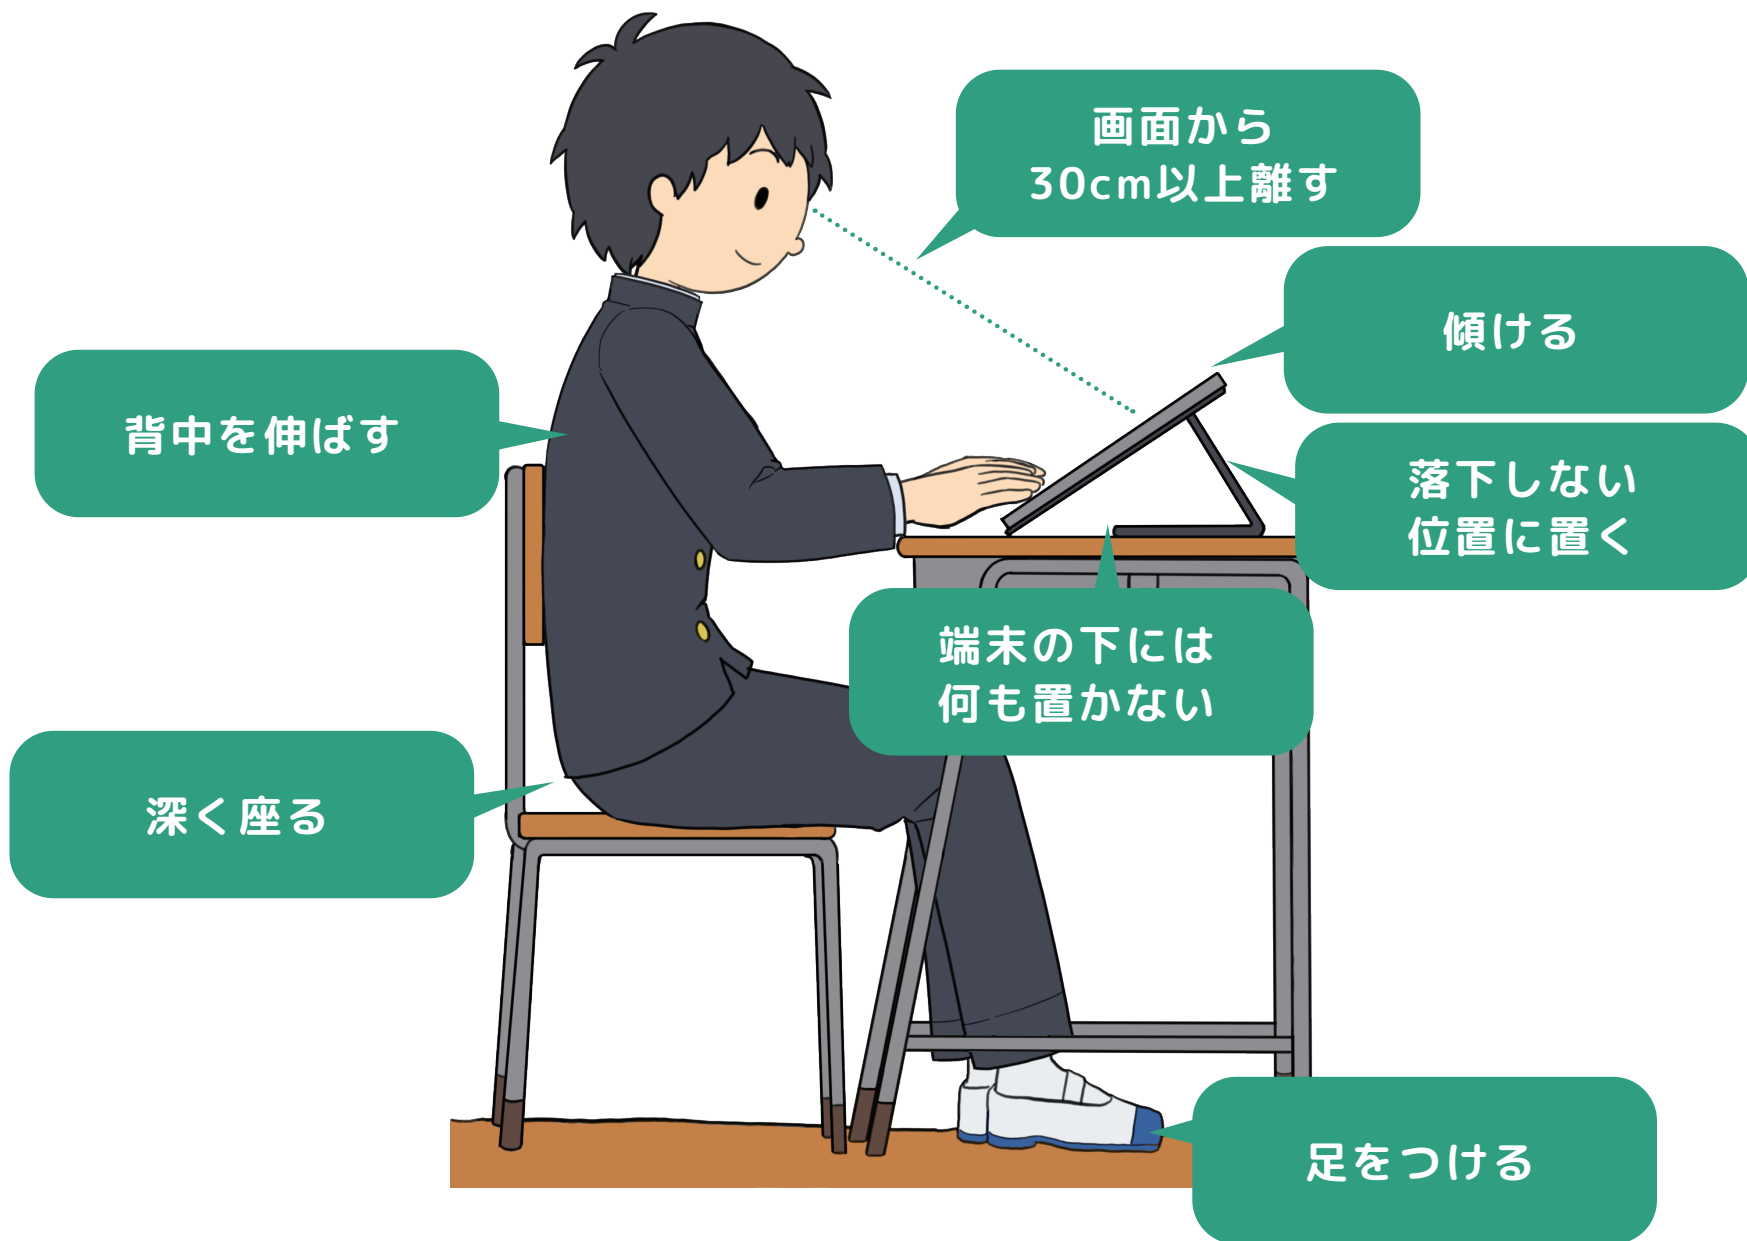 画面から
30cm以上離す
傾ける
背中を伸ばす
落下しない
位置に置く
端末の下には
何も置かない
深く座る
足をつける